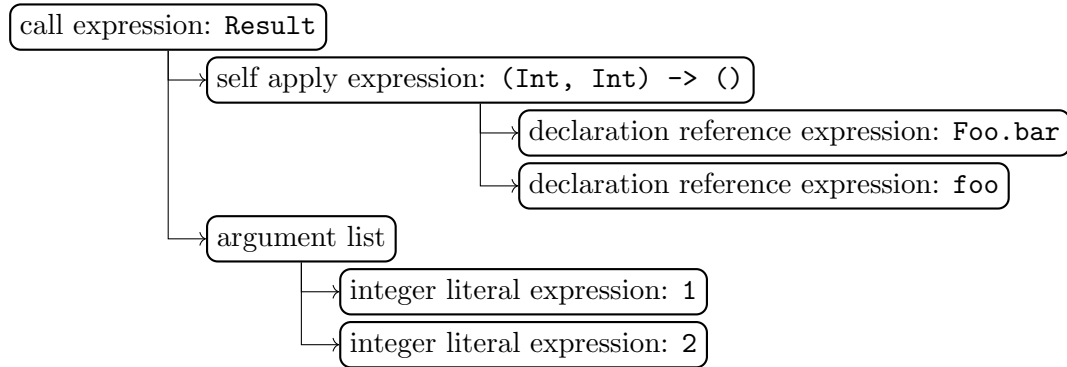 call expression: Result
self apply expression: (Int, Int) -> ()
declaration reference expression: Foo.bar
declaration reference expression: foo
argument list
integer literal expression: 1
integer literal expression: 2